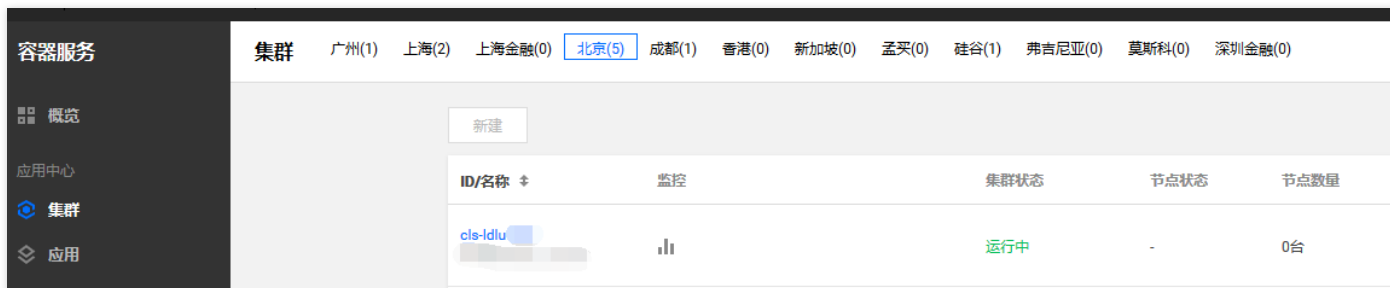 容器服务
集群 广州(1) 上海(2) 上海金融(0) 北京(5) 成都(1) 香港(0) 新加坡(0) 孟买(0) 硅谷(1) 弗吉尼亚(0) 莫斯科(0) 深圳金融(0)
概览
新建
应用中心
ID/名称 监控 集群状态 节点状态 节点数量
集群
cls-ldlu
运行中 - 0台
应用